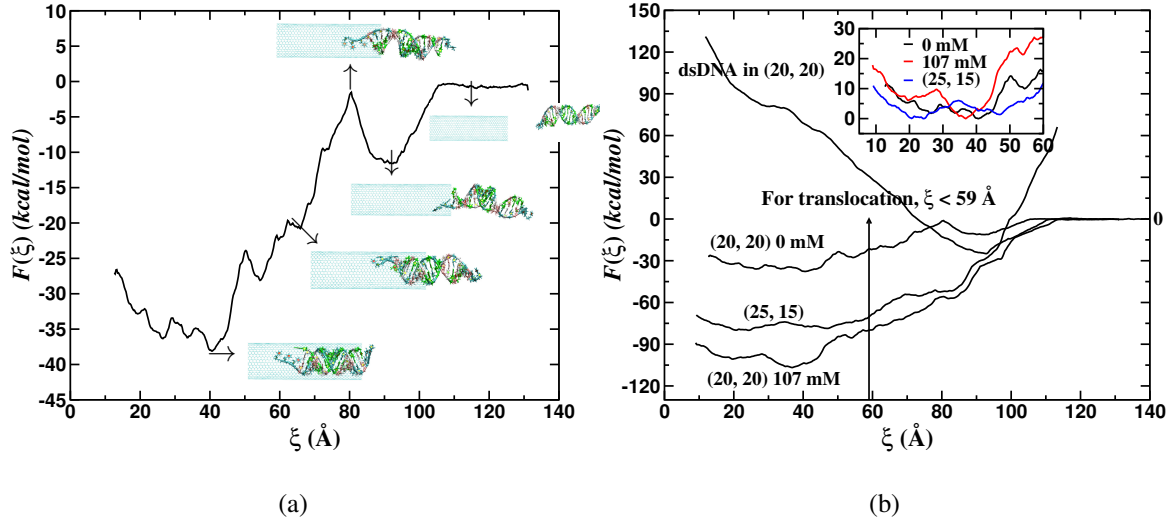 10
5
0
-5
-10
-15
-20
-25
-30
-35
-40
-45
F(ξ) (kcal/mol)
0 20 40 60 80 100 120 140
ξ (Å)
(a)
150
120
90
60
30
0
-30
-60
-90
-120
F(ξ) (kcal/mol)
dsDNA in (20, 20)
30
20
10
0
0 mM
107 mM
(25, 15)
10 20 30 40 50 60
For translocation, ξ < 59 Å
(20, 20) 0 mM
0
(25, 15)
(20, 20) 107 mM
0 20 40 60 80 100 120 140
ξ (Å)
(b)